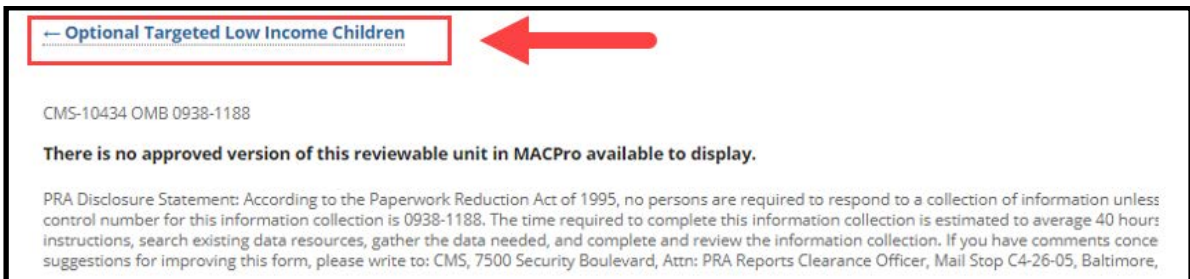 ← Optional Targeted Low Income Children
CMS-10434 OMB 0938-1188
There is no approved version of this reviewable unit in MACPro available to display.
PRA Disclosure Statement: According to the Paperwork Reduction Act of 1995, no persons are required to respond to a collection of information unless
control number for this information collection is 0938-1188. The time required to complete this information collection is estimated to average 40 hours
instructions, search existing data resources, gather the data needed, and complete and review the information collection. If you have comments conce
suggestions for improving this form, please write to: CMS, 7500 Security Boulevard, Attn: PRA Reports Clearance Officer, Mail Stop C4-26-05, Baltimore,